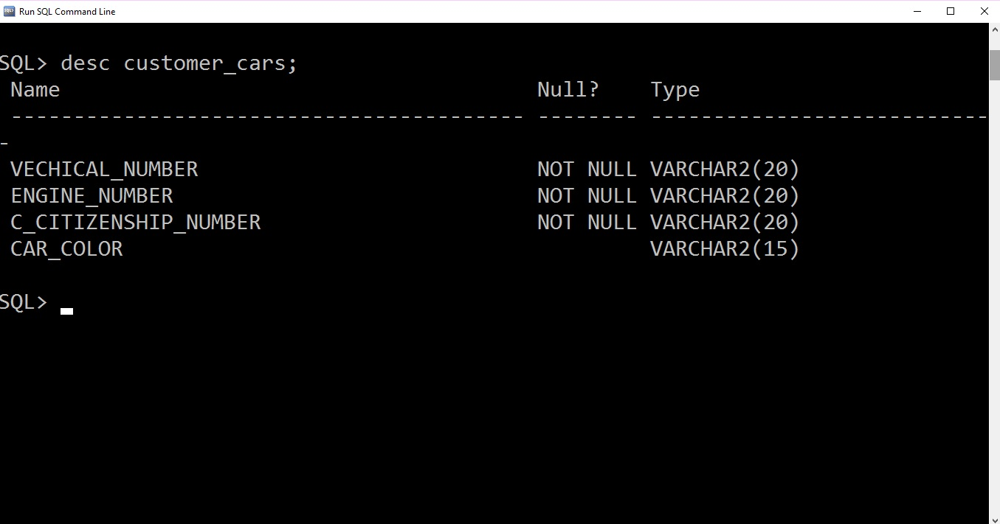 Run SQL Command Line
SQL> desc customer_cars;
Name Null? Type
----------------------------------------- -------- ---------------------------
-
VECHICAL_NUMBER NOT NULL VARCHAR2(20)
ENGINE_NUMBER NOT NULL VARCHAR2(20)
C_CITIZENSHIP_NUMBER NOT NULL VARCHAR2(20)
CAR_COLOR VARCHAR2(15)
SQL>